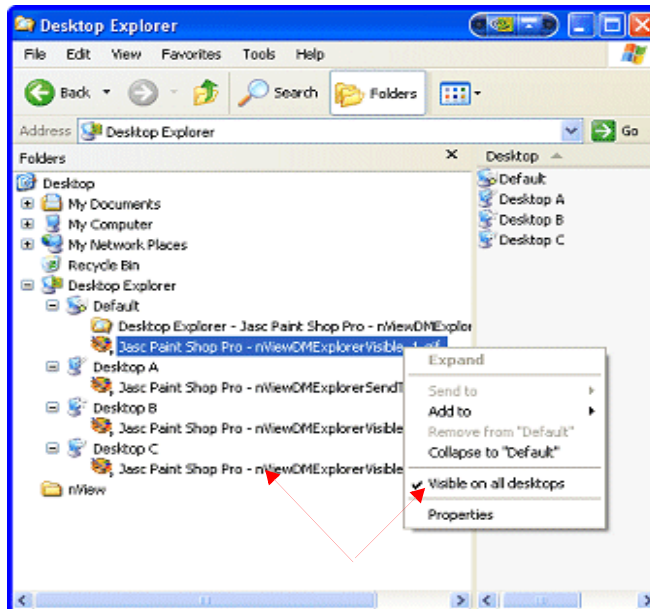 Desktop Explorer
File Edit View Favorites Tools Help
Back Search Folders
Address Desktop Explorer Go
Folders
Desktop
My Documents
My Computer
My Network Places
Recycle Bin
Desktop Explorer
Default
Desktop Explorer - Jasc Paint Shop Pro - nViewDMExplor
Jasc Paint Shop Pro - nViewDMExplorerVisible
Desktop A
Jasc Paint Shop Pro - nViewDMExplorerSendT
Desktop B
Jasc Paint Shop Pro - nViewDMExplorerVisible
Desktop C
Jasc Paint Shop Pro - nViewDMExplorerVisible
nView
Desktop
Default
Desktop A
Desktop B
Desktop C
Expand
Send to
Add to
Remove from "Default"
Collapse to "Default"
Visible on all desktops
Properties